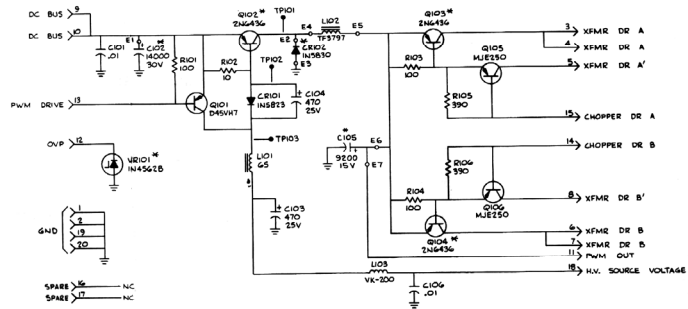 DC BUS 9
DC BUS 10
C101
.01
E1
*
C102
14000
30V
R101
100
R102
10
Q102*
2N6436
TP101
E2
*
CR102
IN5830
E3
TP102
E4
L102
TF3797
E5
Q103*
2N6436
R103
100
Q105
MJE250
R105
390
3 XFMR DR A
4 XFMR DR A
5 XFMR DR A'
15 CHOPPER DR A
14 CHOPPER DR B
PWM DRIVE 13
Q101
D45VH7
CR101
IN5823
C104
470
25V
TP103
OVP 12
VR101*
IN4562B
L101
65
*
C105
9200
15V
E6
E7
R106
390
R104
100
Q106
MJE250
8 XFMR DR B'
Q104*
2N6436
6 XFMR DR B
7 XFMR DR B
11 PWM OUT
18 H.V. SOURCE VOLTAGE
GND
1
2
19
20
C103
470
25V
L103
VK-200
C106
.01
SPARE 16 NC
SPARE 17 NC